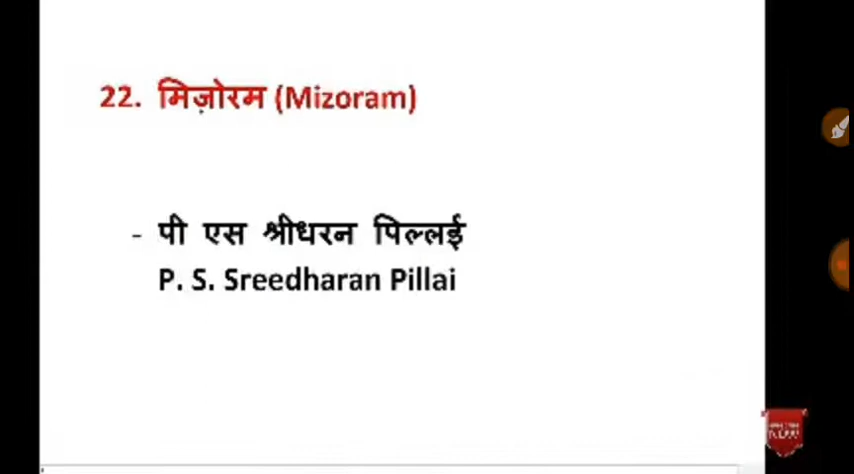 22. मिज़ोरम (Mizoram)
- पी एस श्रीधरन पिल्लई
P. S. Sreedharan Pillai